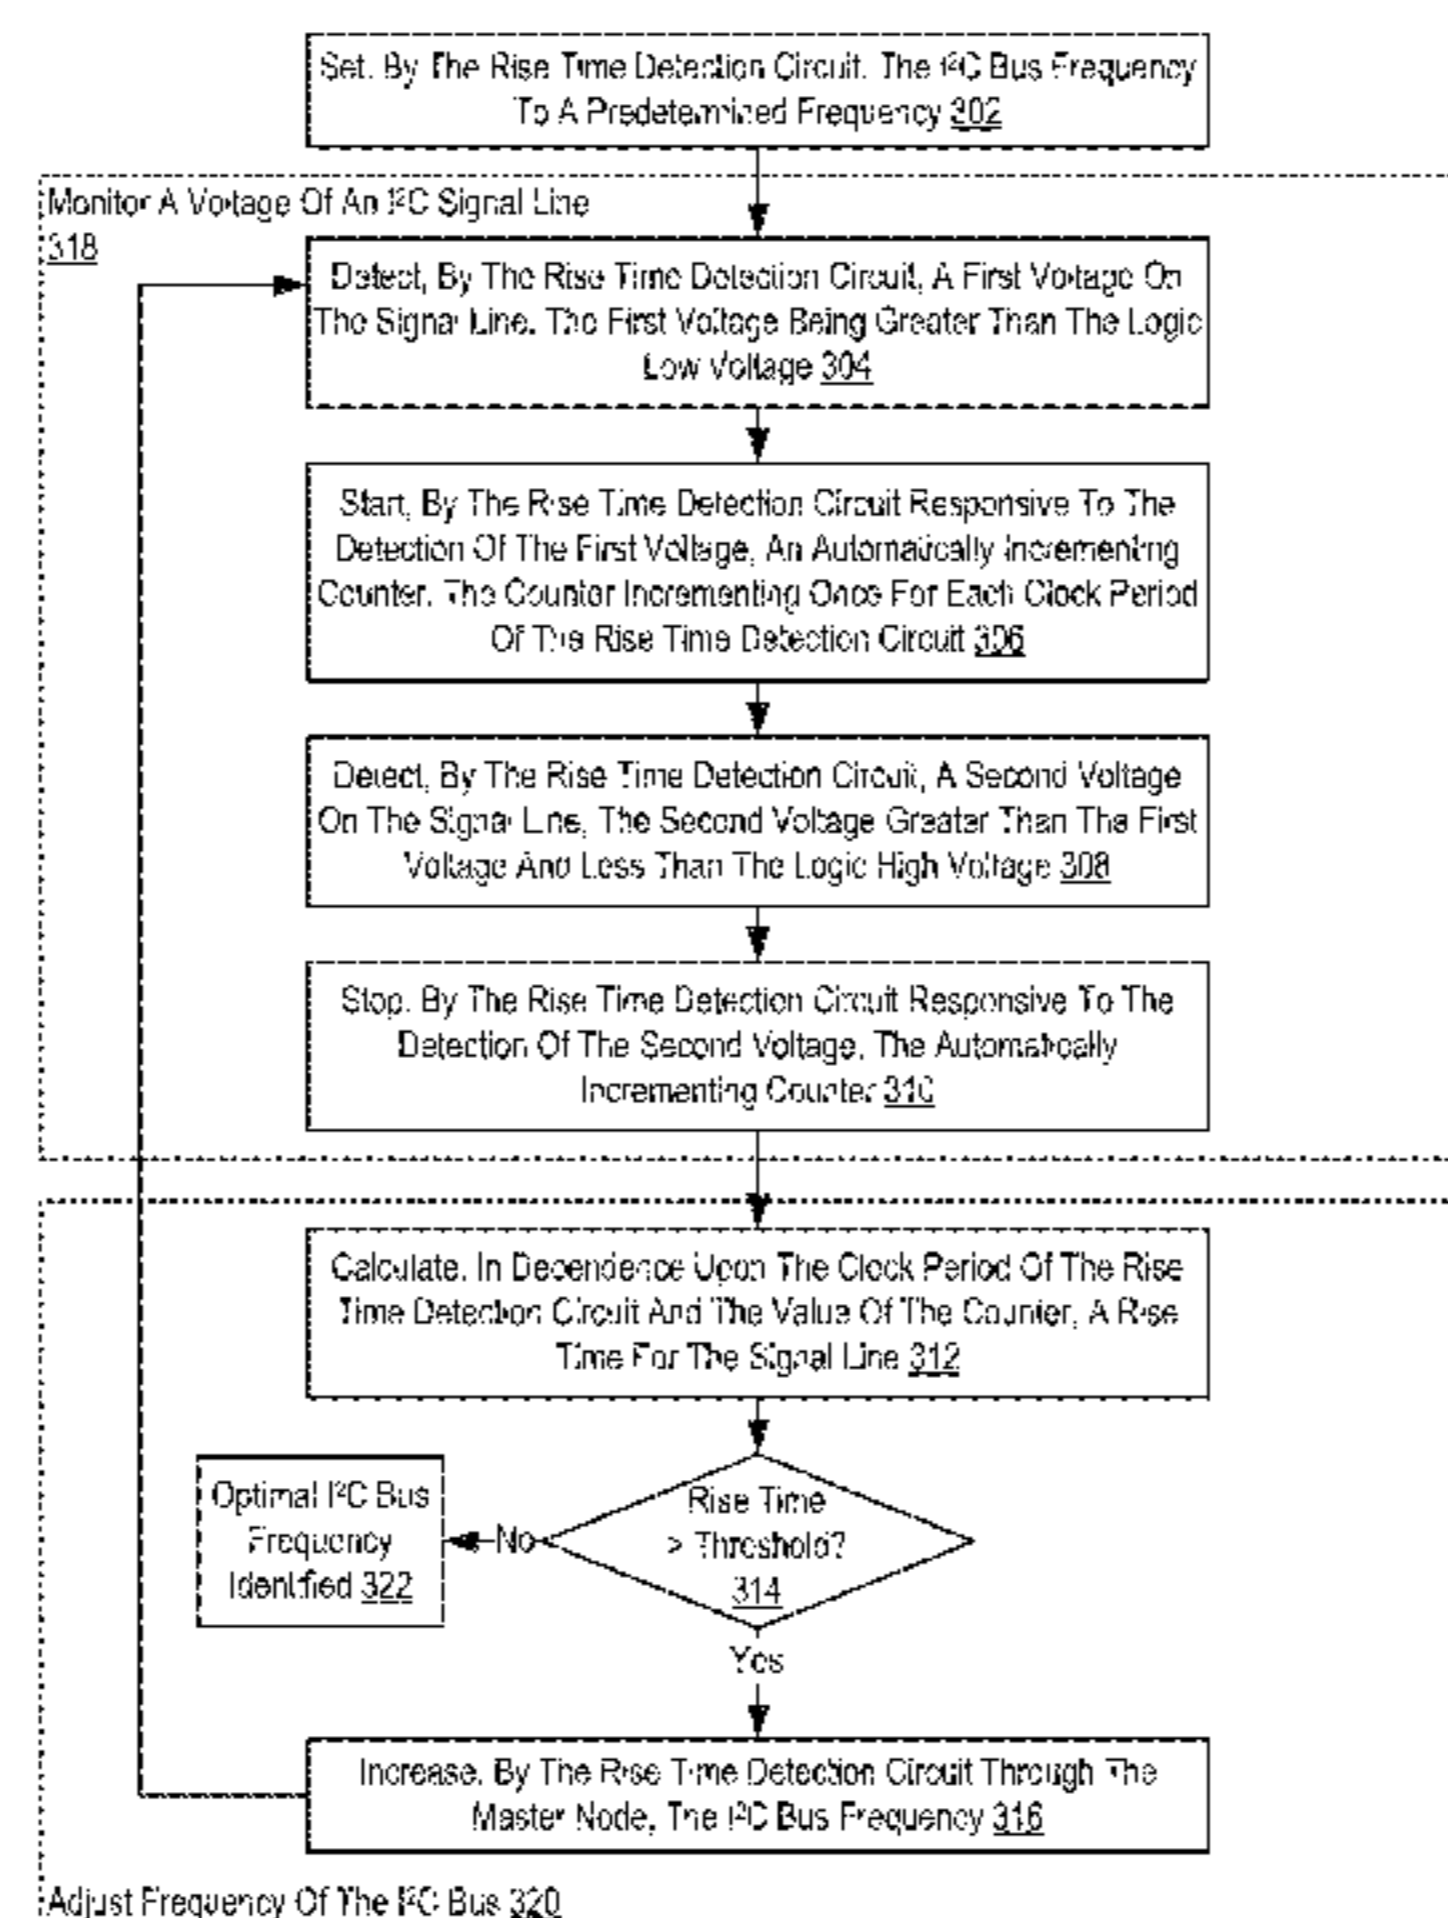 Set, By The Rise Time Detection Circuit, The I²C Bus Frequency
To A Predetermined Frequency 302
Monitor A Voltage Of An I²C Signal Line
318
Detect, By The Rise Time Detection Circuit, A First Voltage On
The Signal Line, The First Voltage Being Greater Than The Logic
Low Voltage 304
Start, By The Rise Time Detection Circuit Responsive To The
Detection Of The First Voltage, An Automatically Incrementing
Counter, The Counter Incrementing Once For Each Clock Period
Of The Rise Time Detection Circuit 306
Detect, By The Rise Time Detection Circuit, A Second Voltage
On The Signal Line, The Second Voltage Greater Than The First
Voltage And Less Than The Logic High Voltage 308
Stop, By The Rise Time Detection Circuit Responsive To The
Detection Of The Second Voltage, The Automatically
Incrementing Counter 310
Calculate, In Dependence Upon The Clock Period Of The Rise
Time Detection Circuit And The Value Of The Counter, A Rise
Time For The Signal Line 312
Optimal I²C Bus
Frequency
Identified 322
No
Rise Time
> Threshold?
314
Yes
Increase, By The Rise Time Detection Circuit Through The
Master Node, The I²C Bus Frequency 316
Adjust Frequency Of The I²C Bus 320